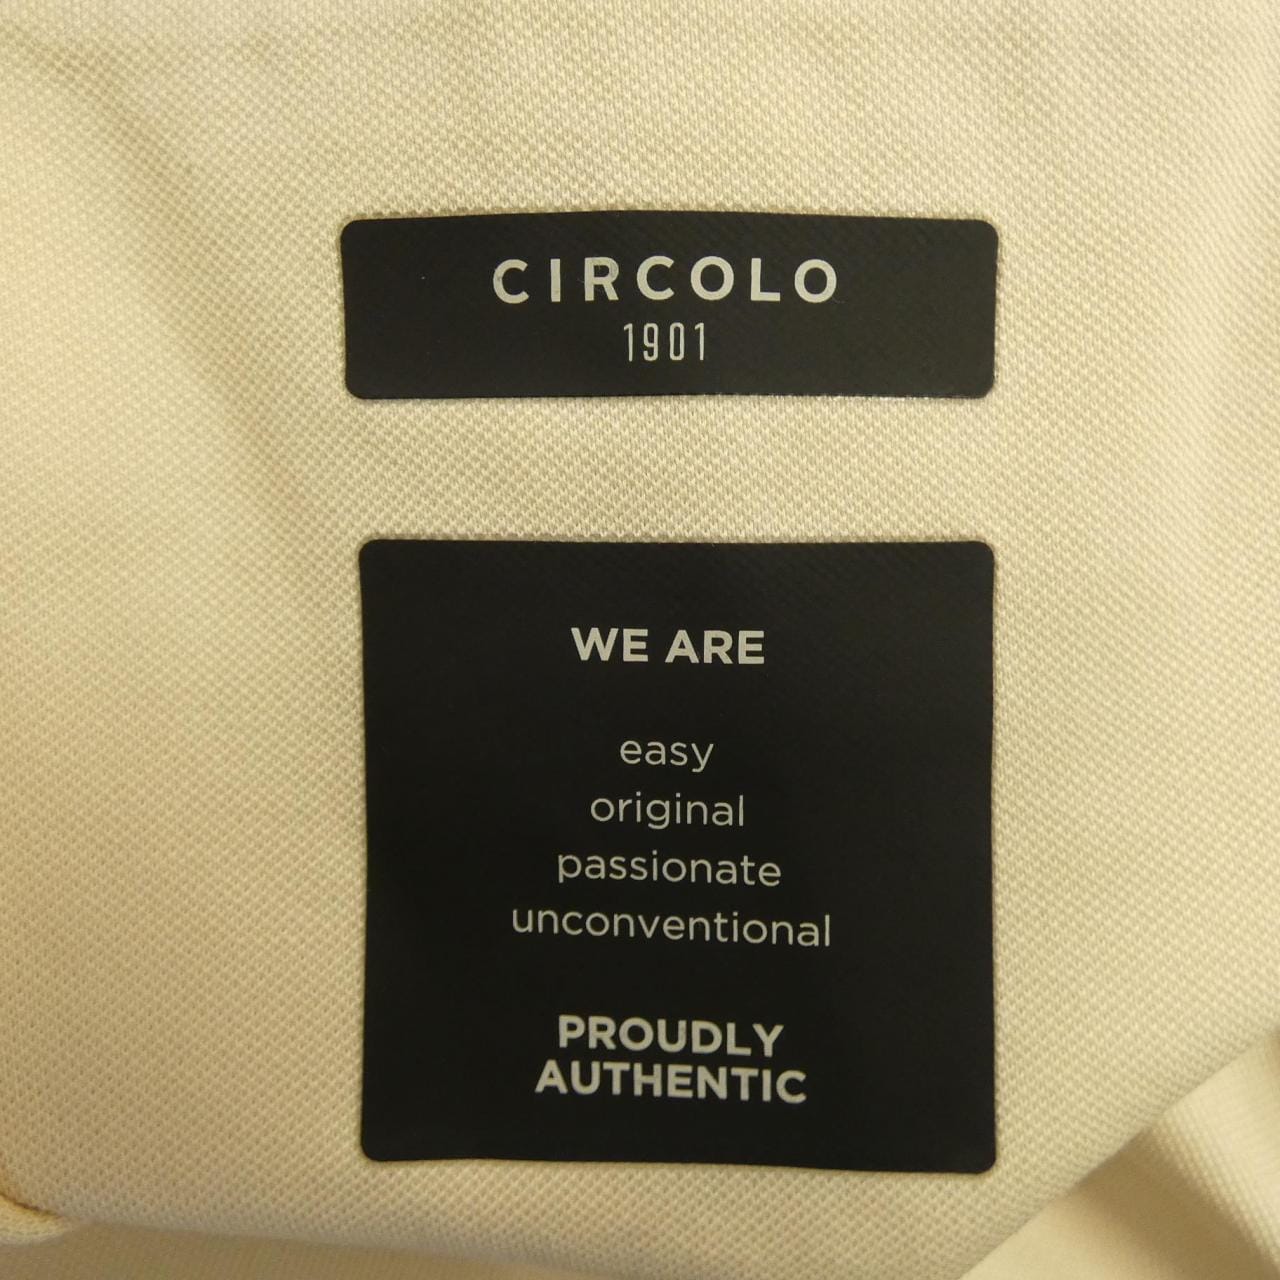 CIRCOLO
1901
WE ARE
easy
original
passionate
unconventional
PROUDLY
AUTHENTIC